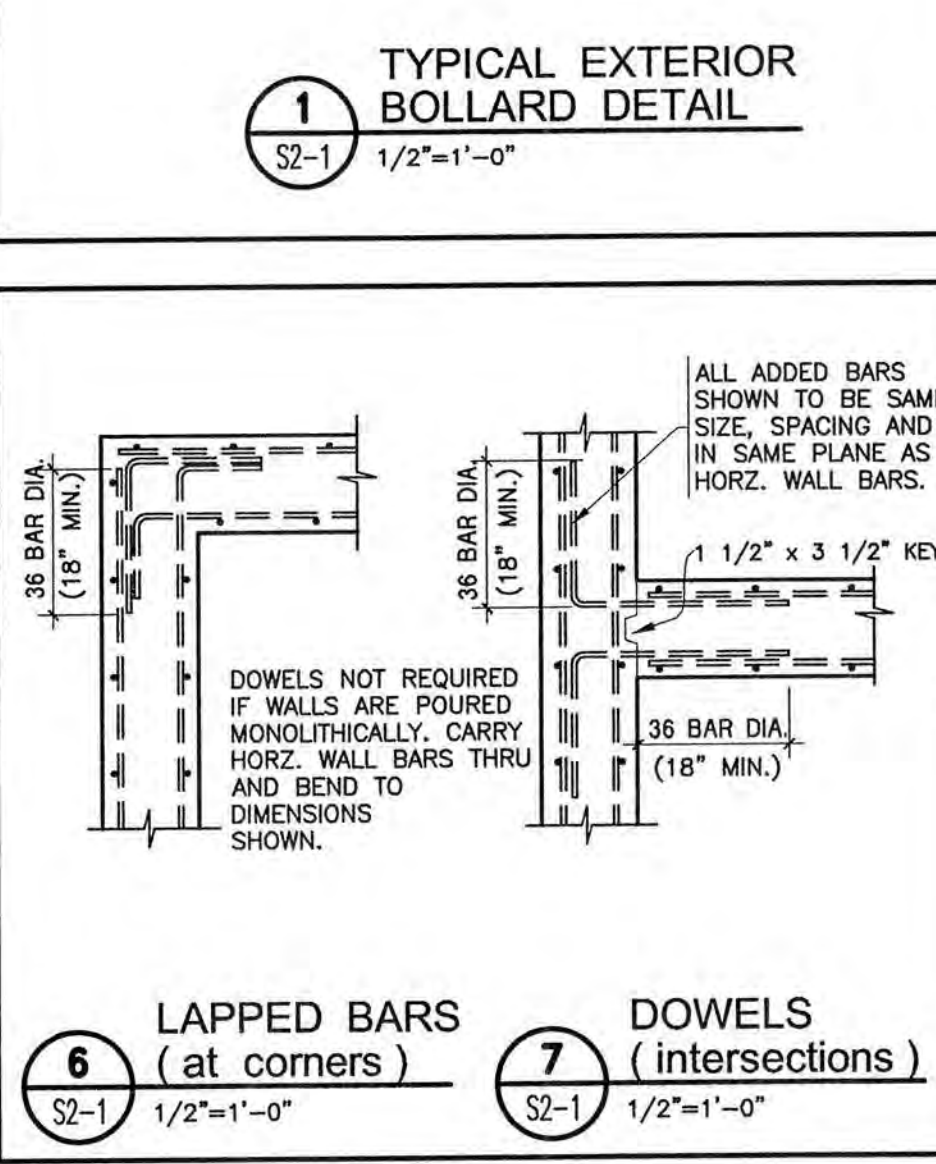 TYPICAL EXTERIOR
BOLLARD DETAIL
1
S2-1
1/2"=1'-0"
36 BAR DIA.
(18" MIN.)
DOWELS NOT REQUIRED
IF WALLS ARE POURED
MONOLITHICALLY. CARRY
HORZ. WALL BARS THRU
AND BEND TO
DIMENSIONS
SHOWN.
36 BAR DIA.
(18" MIN.)
ALL ADDED BARS
SHOWN TO BE SAM
SIZE, SPACING AND
IN SAME PLANE AS
HORZ. WALL BARS.
1 1/2" x 3 1/2" KEY
36 BAR DIA.
(18" MIN.)
LAPPED BARS
( at corners )
6
S2-1
1/2"=1'-0"
DOWELS
( intersections )
7
S2-1
1/2"=1'-0"